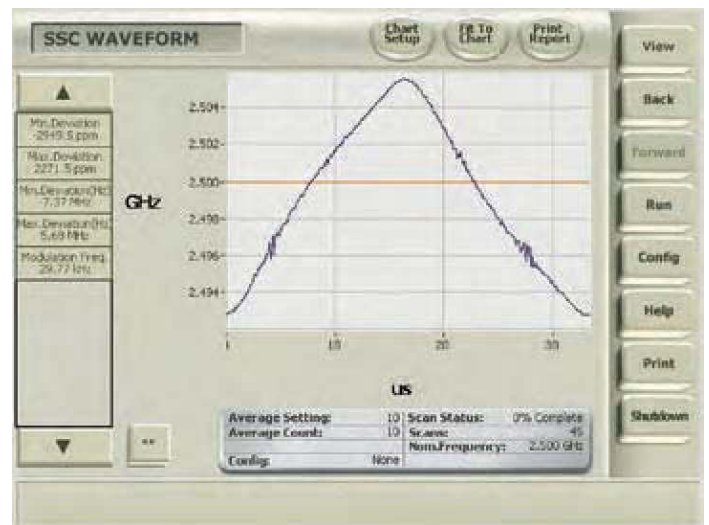 SSC WAVEFORM
Chart
Setup
Fit To
Chart
Print
Report
View
Back
Forward
Run
Config
Help
Print
Shutdown
Min.Deviation
-2949.5 ppm
Max.Deviation
2271.5 ppm
Min.Deviation(Hz)
-7.37 MHz
Max.Deviation(Hz)
5.69 MHz
Modulation Freq.
29.77 kHz
GHz
2.504
2.502
2.500
2.498
2.496
2.494
1
10
20
30
us
Average Setting: 10 Scan Status: 0% Complete
Average Count: 10 Scans: 45
Nom.Frequency: 2.500 GHz
Config: None